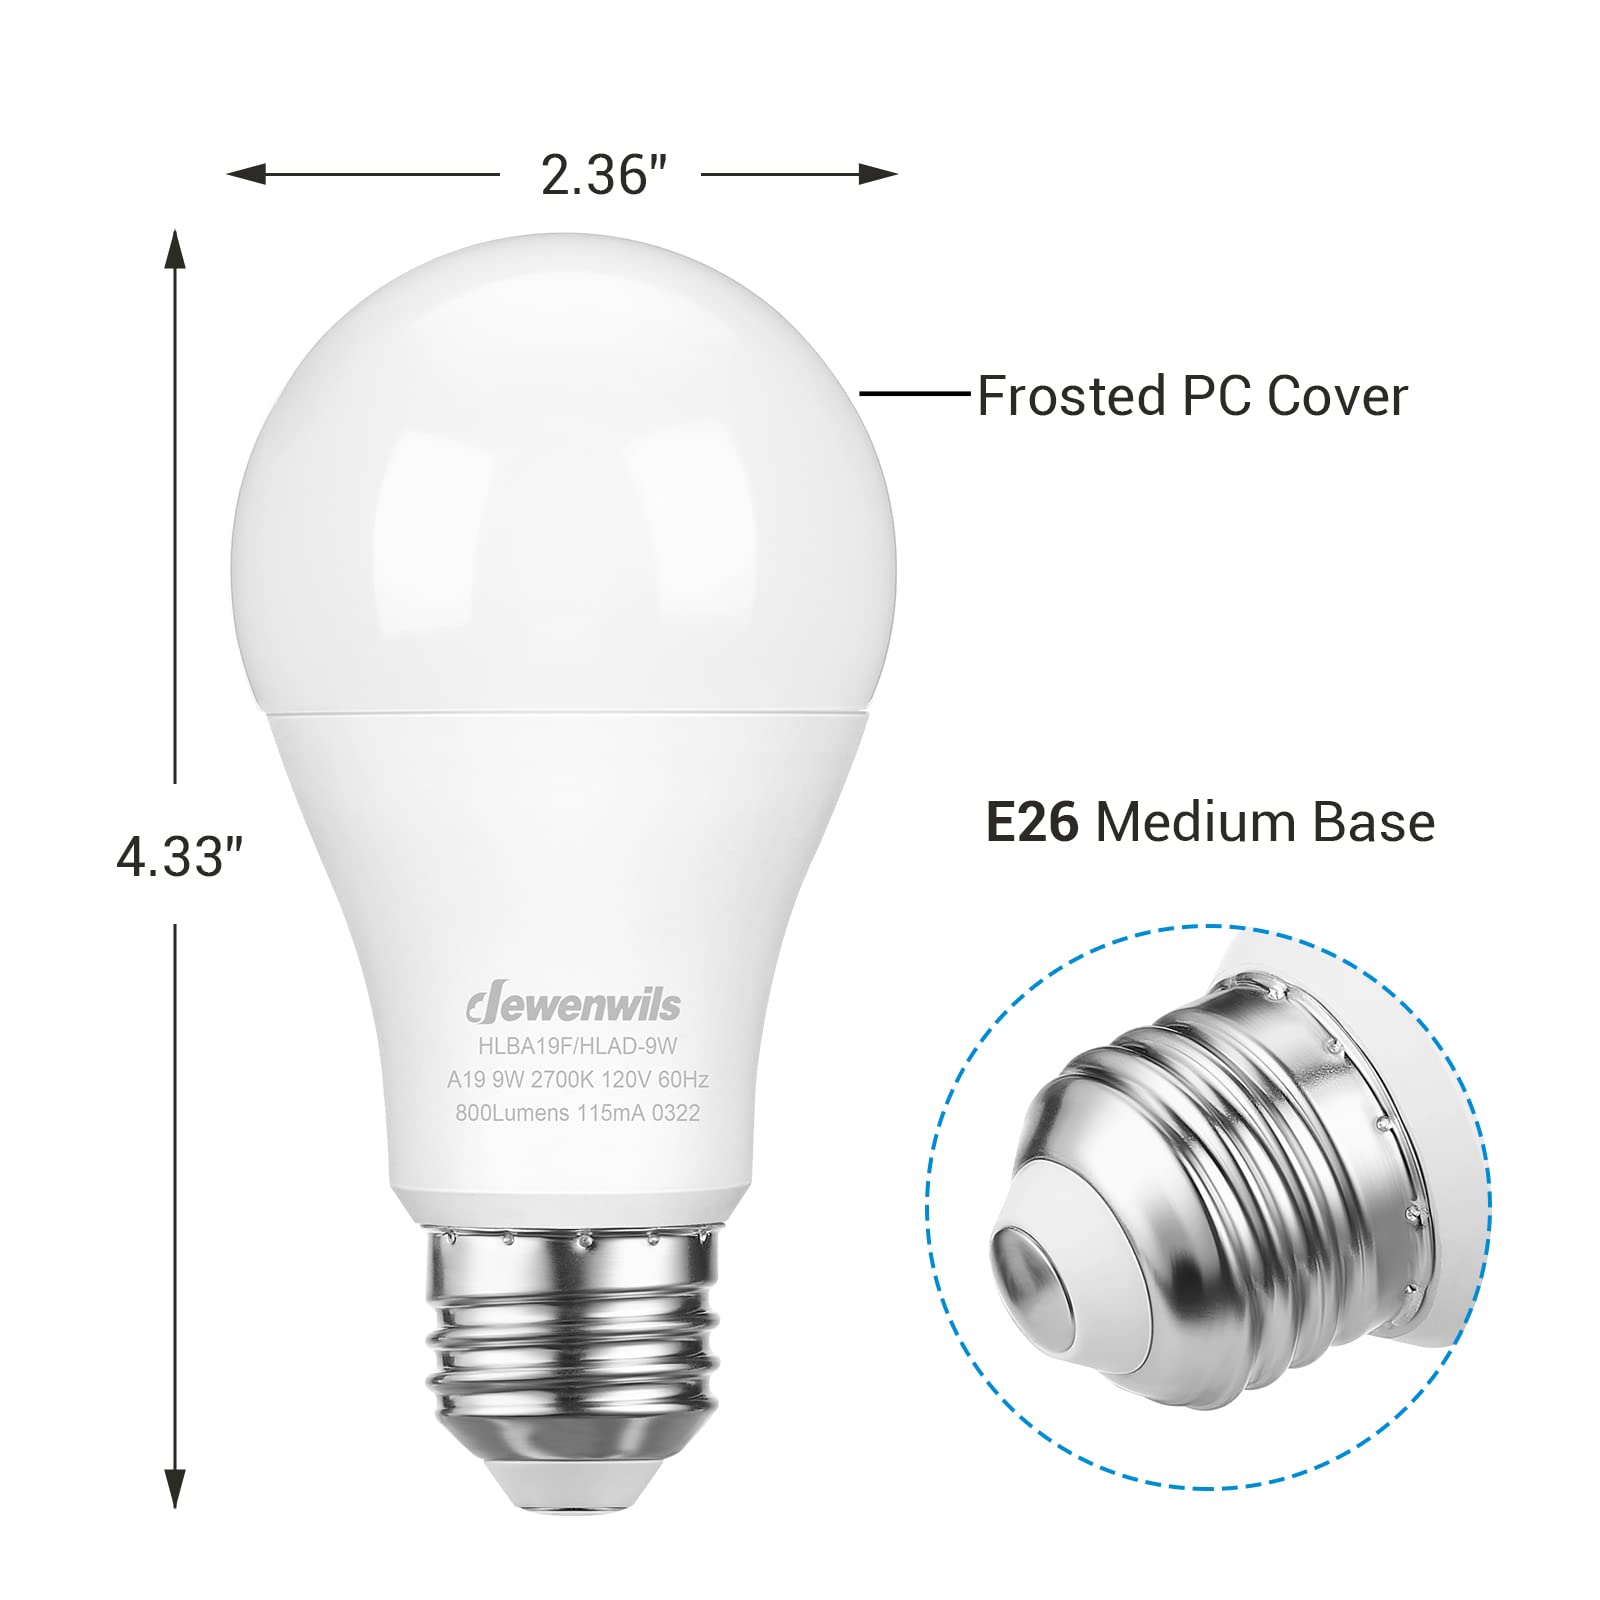 2.36"
Frosted PC Cover
4.33"
E26 Medium Base
dewenwils
HLBA19F/HLAD-9W
A19 9W 2700K 120V 60Hz
800Lumens 115mA 0322